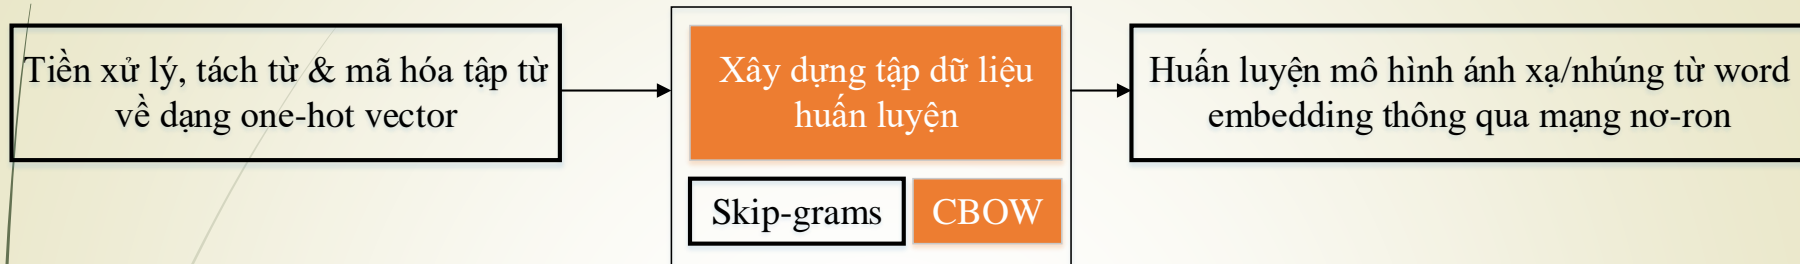 Tiền xử lý, tách từ & mã hóa tập từ
về dạng one-hot vector
Xây dựng tập dữ liệu
huấn luyện
Skip-grams
CBOW
Huấn luyện mô hình ánh xạ/nhúng từ word
embedding thông qua mạng nơ-ron